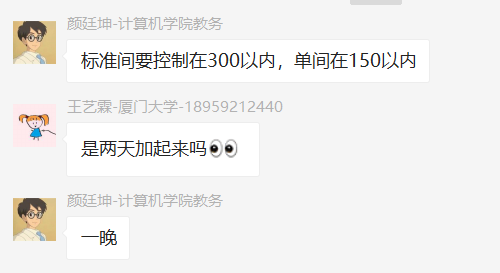 颜廷坤-计算机学院教务
标准间要控制在300以内，单间在150以内
王艺霖-厦门大学-18959212440
是两天加起来吗👀
颜廷坤-计算机学院教务
一晚